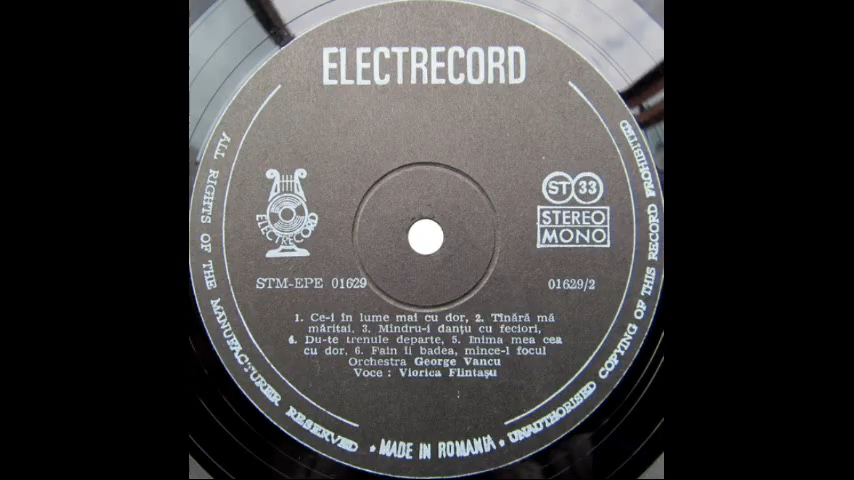 ELECTRECORD
ELECTRECORD
ST 33
STEREO
MONO
STM-EPE 01629
01629/2
1. Ce-i în lume mai cu dor, 2. Tînără mă
măritai, 3. Mîndru-i danțu cu feciori,
4. Du-te trenule departe, 5. Inima mea cea
cu dor. 6. Fain îi badea, mînce-l focul
Orchestra George Vancu
Voce : Viorica Flintașu
ALL RIGHTS OF THE MANUFACTURER RESERVED • MADE IN ROMANIA • UNAUTHORISED COPYING OF THIS RECORD PROHIBITED